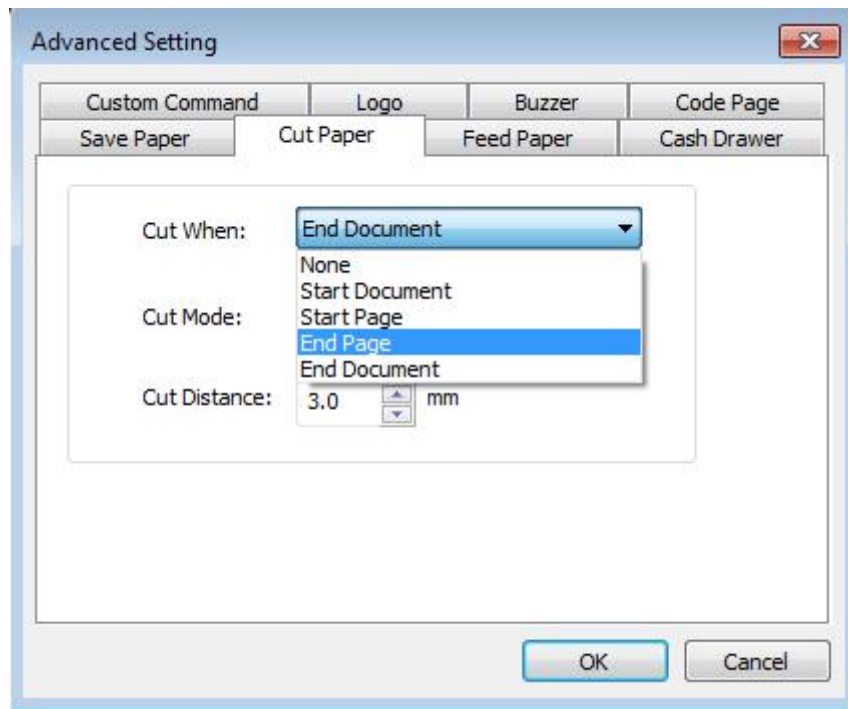 Advanced Setting
Custom Command Logo Buzzer Code Page
Save Paper Cut Paper Feed Paper Cash Drawer
Cut When: End Document
None
Start Document
Cut Mode: Start Page
End Page
End Document
Cut Distance: 3.0 mm
OK Cancel